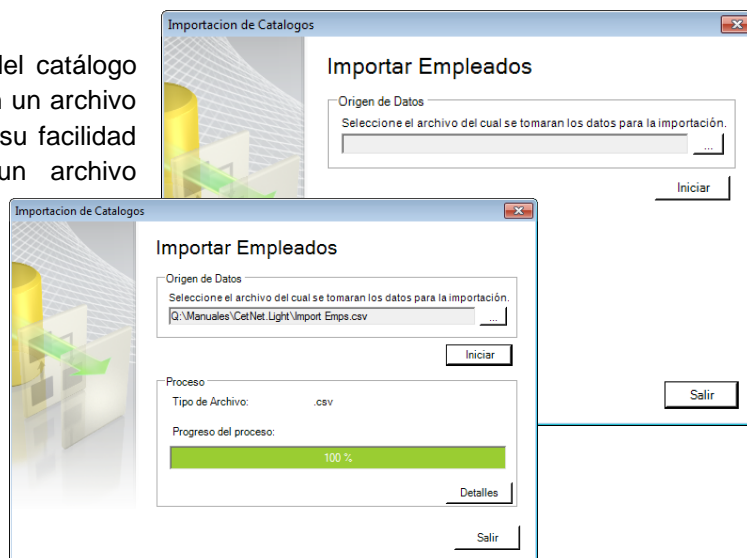 del catálogo
un archivo
su facilidad
un archivo
Importacion de Catalogos
Importar Empleados
Origen de Datos
Seleccione el archivo del cual se tomaran los datos para la importación.
...
Iniciar
Salir
Importacion de Catalogos
Importar Empleados
Origen de Datos
Seleccione el archivo del cual se tomaran los datos para la importación.
Q:\Manuales\CetNet.Light\Import Emps.csv
...
Iniciar
Proceso
Tipo de Archivo: .csv
Progreso del proceso:
100 %
Detalles
Salir